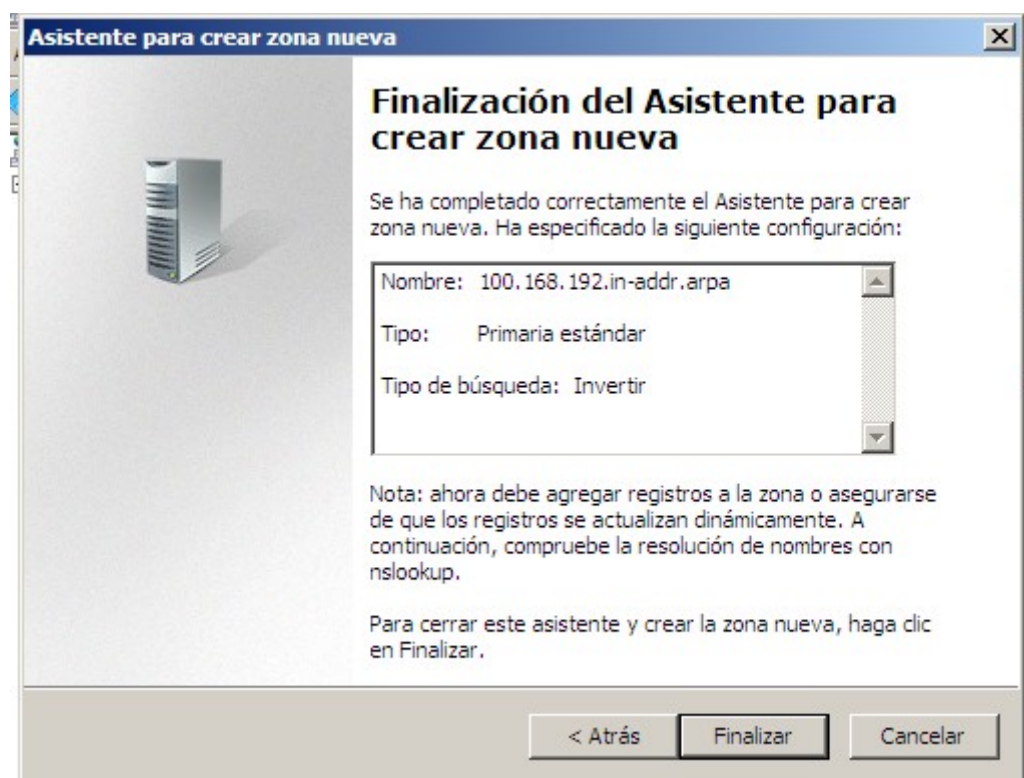 Asistente para crear zona nueva
Finalización del Asistente para
crear zona nueva
Se ha completado correctamente el Asistente para crear
zona nueva. Ha especificado la siguiente configuración:
Nombre: 100.168.192.in-addr.arpa
Tipo: Primaria estándar
Tipo de búsqueda: Invertir
Nota: ahora debe agregar registros a la zona o asegurarse
de que los registros se actualizan dinámicamente. A
continuación, compruebe la resolución de nombres con
nslookup.
Para cerrar este asistente y crear la zona nueva, haga clic
en Finalizar.
< Atrás Finalizar Cancelar